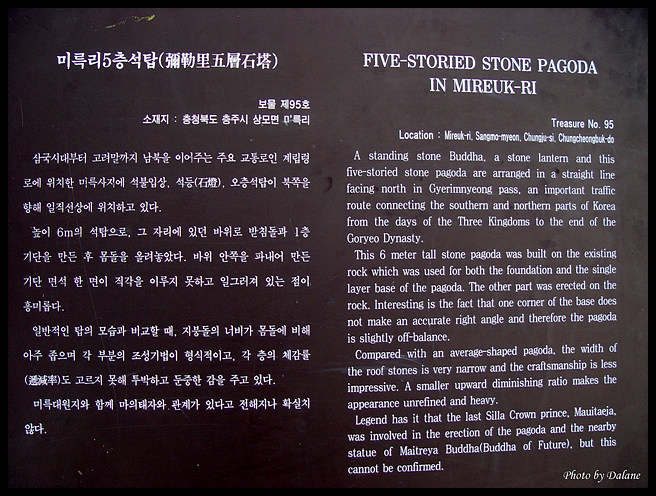 미륵리5층석탑(彌勒里五層石塔)
보물 제95호
소재지 : 충청북도 충주시 상모면 미륵리
삼국시대부터 고려말까지 남북을 이어주는 주요 교통로인 계립령
로에 위치한 미륵사지에 석불입상, 석등(石燈), 오층석탑이 북쪽을
향해 일직선상에 위치하고 있다.
높이 6m의 석탑으로, 그 자리에 있던 바위로 받침돌과 1층
기단을 만든 후 몸돌을 올려놓았다. 바위 안쪽을 파내어 만든
기단 면석 한 면이 직각을 이루지 못하고 일그러져 있는 점이
흥미롭다.
일반적인 탑의 모습과 비교할 때, 지붕돌의 너비가 몸돌에 비해
아주 좁으며 각 부분의 조성기법이 형식적이고, 각 층의 체감률
(遞減率)도 고르지 못해 투박하고 둔중한 감을 주고 있다.
미륵대원지와 함께 마의태자와 관계가 있다고 전해지나 확실치
않다.
FIVE-STORIED STONE PAGODA
IN MIREUK-RI
Treasure No. 95
Location : Mireuk-ri, Sangmo-myeon, Chungju-si, Chungcheongbuk-do
A standing stone Buddha, a stone lantern and this
five-storied stone pagoda are arranged in a straight line
facing north in Gyerimnyeong pass, an important traffic
route connecting the southern and northern parts of Korea
from the days of the Three Kingdoms to the end of the
Goryeo Dynasty.
This 6 meter tall stone pagoda was built on the existing
rock which was used for both the foundation and the single
layer base of the pagoda. The other part was erected on the
rock. Interesting is the fact that one corner of the base does
not make an accurate right angle and therefore the pagoda
is slightly off-balance.
Compared with an average-shaped pagoda, the width of
the roof stones is very narrow and the craftsmanship is less
impressive. A smaller upward diminishing ratio makes the
appearance unrefined and heavy.
Legend has it that the last Silla Crown prince, Mauitaeja,
was involved in the erection of the pagoda and the nearby
statue of Maitreya Buddha(Buddha of Future), but this
cannot be confirmed.
Photo by Dalane